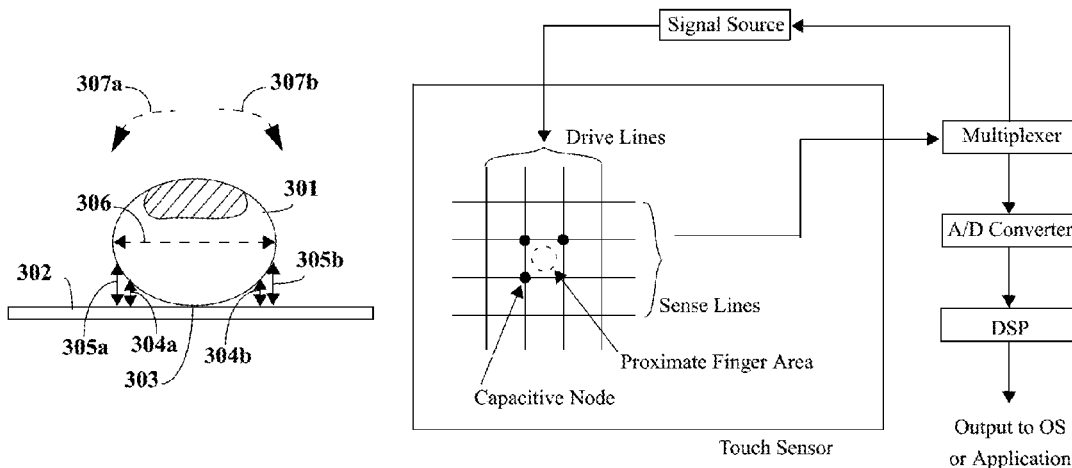 307a
307b
301
306
302
305b
305a
304a
304b
303
Signal Source
Drive Lines
Multiplexer
A/D Converter
Sense Lines
DSP
Proximate Finger Area
Capacitive Node
Touch Sensor
Output to OS
or Application